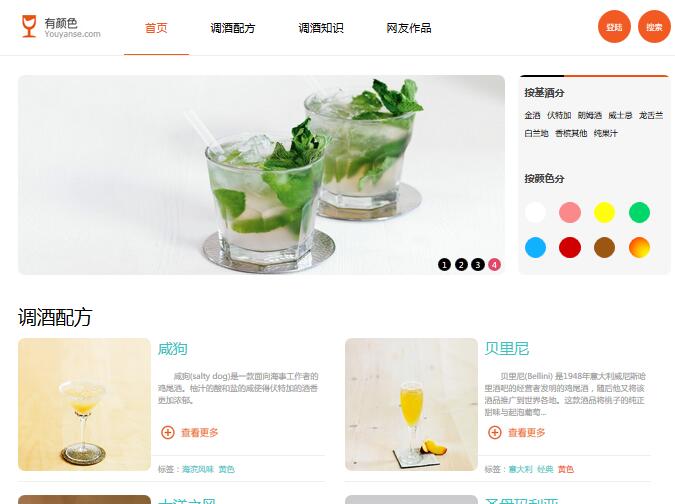 有颜色
Youyanse.com
首页 调酒配方 调酒知识 网友作品
登陆 搜索
按基酒分
金酒 伏特加 朗姆酒 威士忌 龙舌兰
白兰地 香槟其他 纯果汁
按颜色分
1 2 3 4
调酒配方
咸狗
咸狗(salty dog)是一款面向海事工作者的
鸡尾酒。柚汁的酸和盐的咸使得伏特加的酒香
更加浓郁。
查看更多
标签：海滨风味 黄色
贝里尼
贝里尼(Bellini) 是1948年意大利威尼斯哈
里酒吧的经营者发明的鸡尾酒，随后他又将该
酒品推广到世界各地。这款酒品将桃子的纯正
甜味与起泡葡萄...
查看更多
标签：意大利 经典 黄色
大洋之风
圣母玛利亚